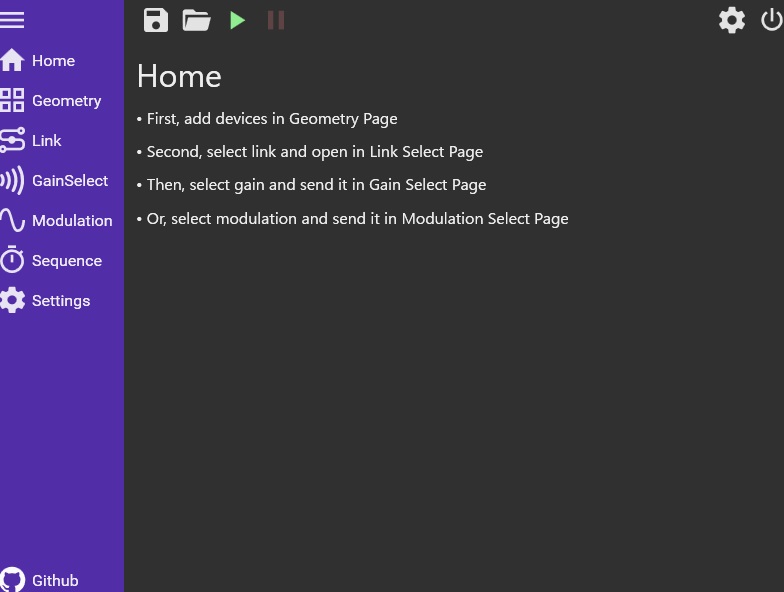 Home
Geometry
Link
GainSelect
Modulation
Sequence
Settings
Github
Home
• First, add devices in Geometry Page
• Second, select link and open in Link Select Page
• Then, select gain and send it in Gain Select Page
• Or, select modulation and send it in Modulation Select Page